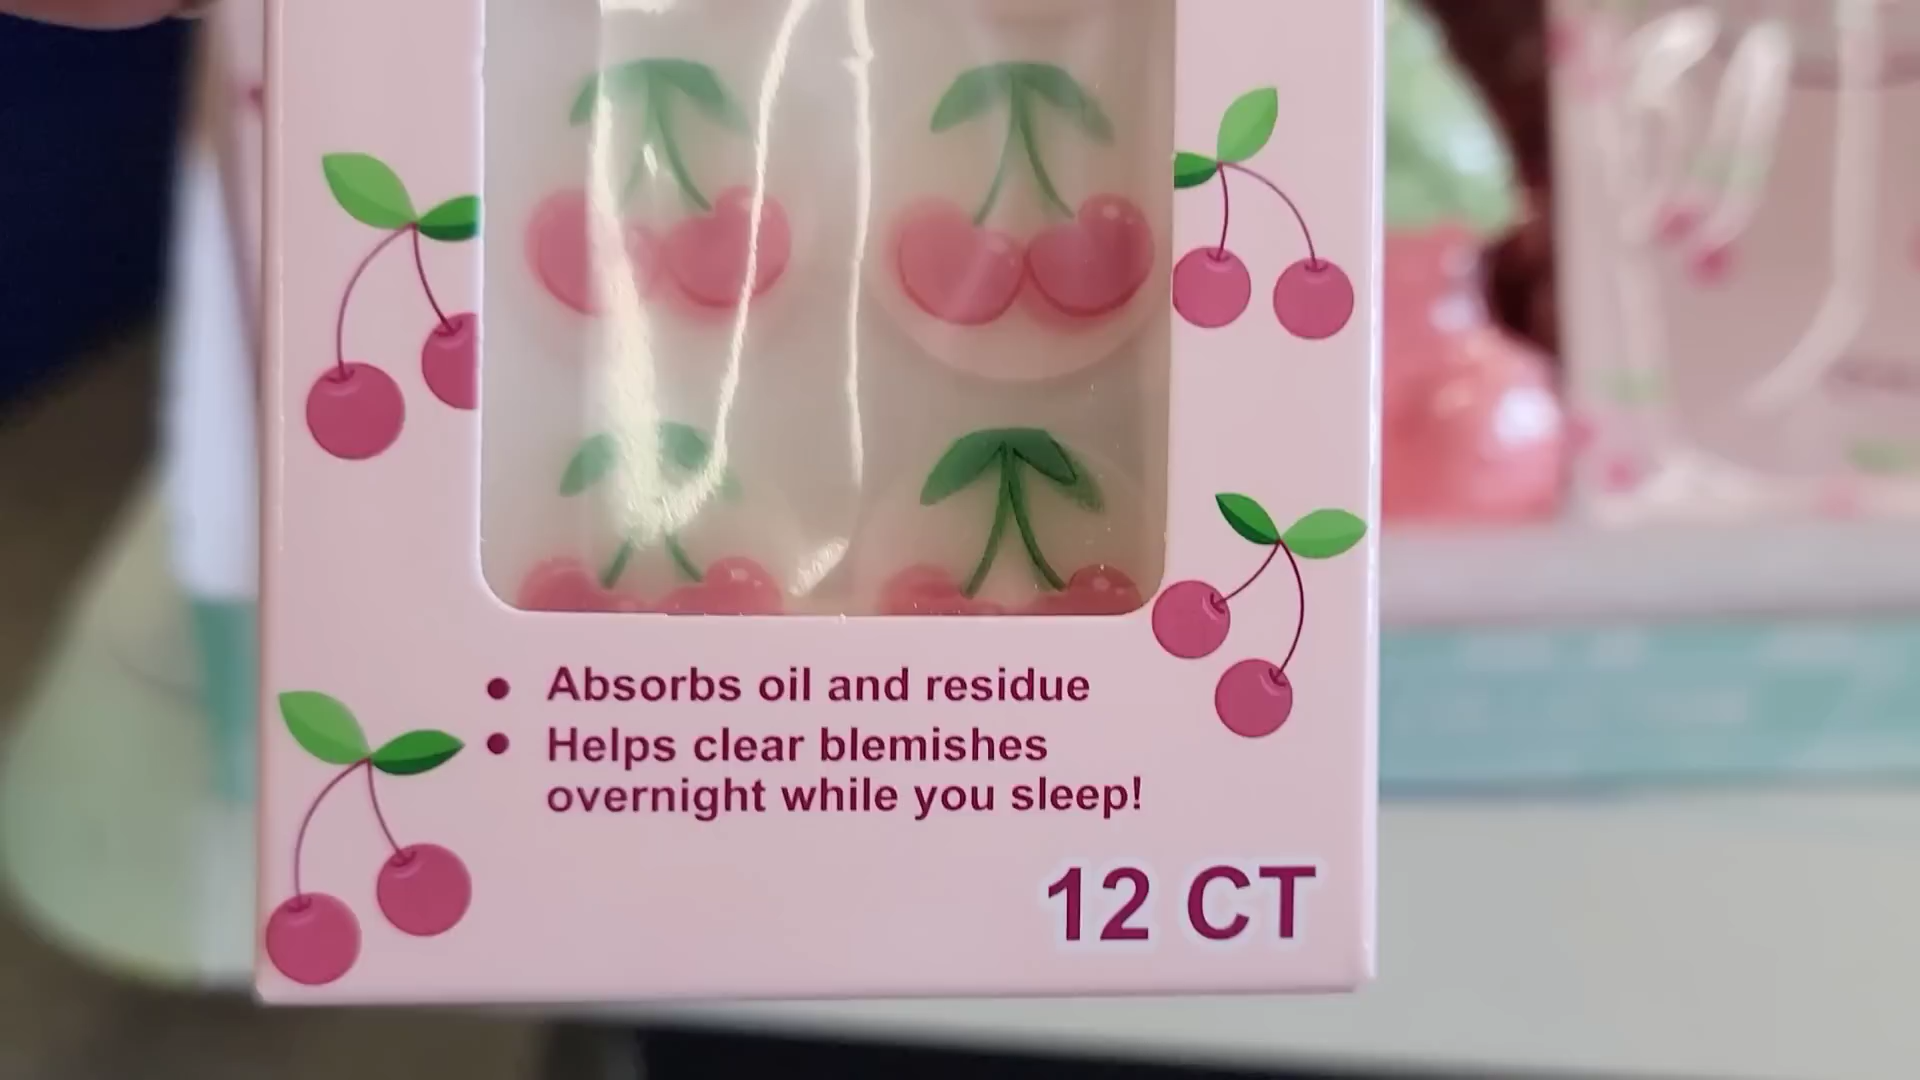 • Absorbs oil and residue
• Helps clear blemishes
overnight while you sleep!
12 CT